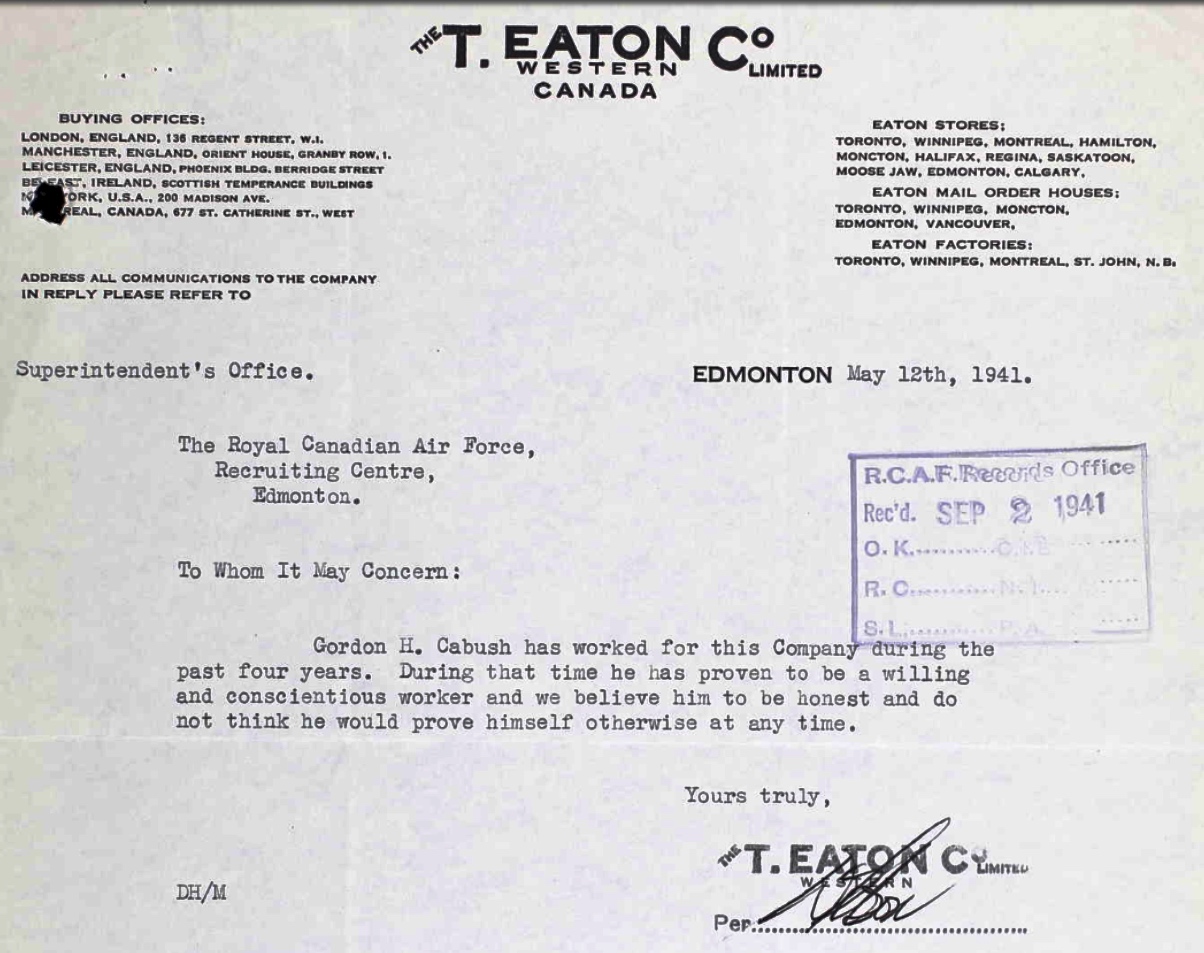 THE T. EATON Co LIMITED
WESTERN
CANADA
BUYING OFFICES:
LONDON, ENGLAND, 136 REGENT STREET, W.I.
MANCHESTER, ENGLAND, ORIENT HOUSE, GRANBY ROW, 1.
LEICESTER, ENGLAND, PHOENIX BLDG. BERRIDGE STREET
BELFAST, IRELAND, SCOTTISH TEMPERANCE BUILDINGS
NEW YORK, U.S.A., 200 MADISON AVE.
MONTREAL, CANADA, 677 ST. CATHERINE ST., WEST
EATON STORES;
TORONTO, WINNIPEG, MONTREAL, HAMILTON,
MONCTON, HALIFAX, REGINA, SASKATOON,
MOOSE JAW, EDMONTON, CALGARY,
EATON MAIL ORDER HOUSES;
TORONTO, WINNIPEG, MONCTON,
EDMONTON, VANCOUVER,
EATON FACTORIES:
TORONTO, WINNIPEG, MONTREAL, ST. JOHN, N. B.
ADDRESS ALL COMMUNICATIONS TO THE COMPANY
IN REPLY PLEASE REFER TO
Superintendent's Office.
EDMONTON May 12th, 1941.
The Royal Canadian Air Force,
Recruiting Centre,
Edmonton.
R.C.A.F. Records Office
Rec'd. SEP 2 1941
O. K.
R. C.
S. L. P. A.
To Whom It May Concern:
Gordon H. Cabush has worked for this Company during the
past four years. During that time he has proven to be a willing
and conscientious worker and we believe him to be honest and do
not think he would prove himself otherwise at any time.
Yours truly,
THE T. EATON Co LIMITED
WESTERN
DH/M
Per